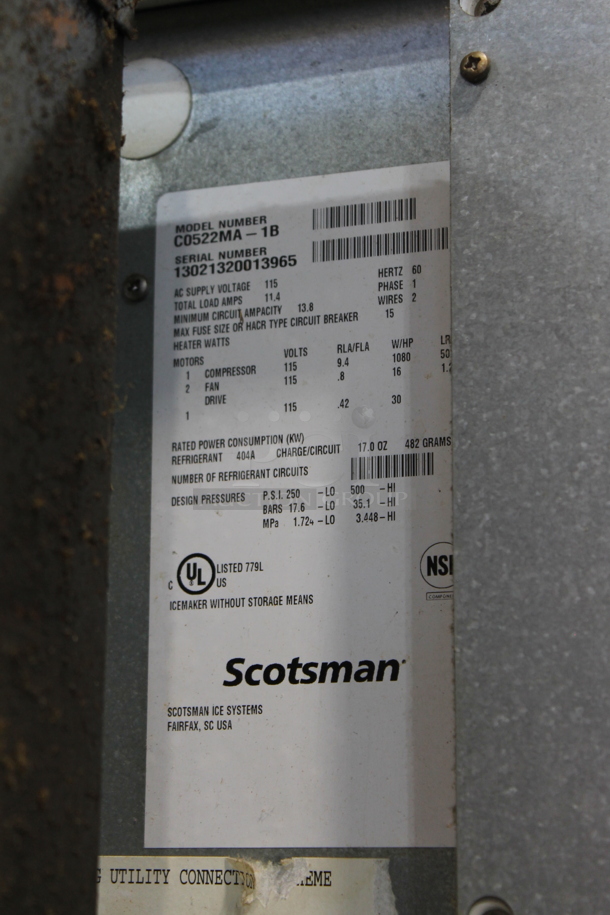 MODEL NUMBER
C0522MA - 1B
SERIAL NUMBER
13021320013965
AC SUPPLY VOLTAGE 115 HERTZ 60
TOTAL LOAD AMPS 11.4 PHASE 1
MINIMUM CIRCUIT AMPACITY 13.8 WIRES 2
MAX FUSE SIZE OR HACR TYPE CIRCUIT BREAKER 15
HEATER WATTS
MOTORS VOLTS RLA/FLA W/HP LR
1 COMPRESSOR 115 9.4 1080 50
2 FAN 115 .8 16 1.
DRIVE
1 115 .42 30
RATED POWER CONSUMPTION (KW)
REFRIGERANT 404A CHARGE/CIRCUIT 17.0 OZ 482 GRAMS
NUMBER OF REFRIGERANT CIRCUITS
DESIGN PRESSURES P.S.I. 250 - LO 500 - HI
BARS 17.6 - LO 35.1 - HI
MPa 1.724 - LO 3.448 - HI
C UL US LISTED 779L
NSF
ICEMAKER WITHOUT STORAGE MEANS
Scotsman
SCOTSMAN ICE SYSTEMS
FAIRFAX, SC USA
G UTILITY CONNECT EME